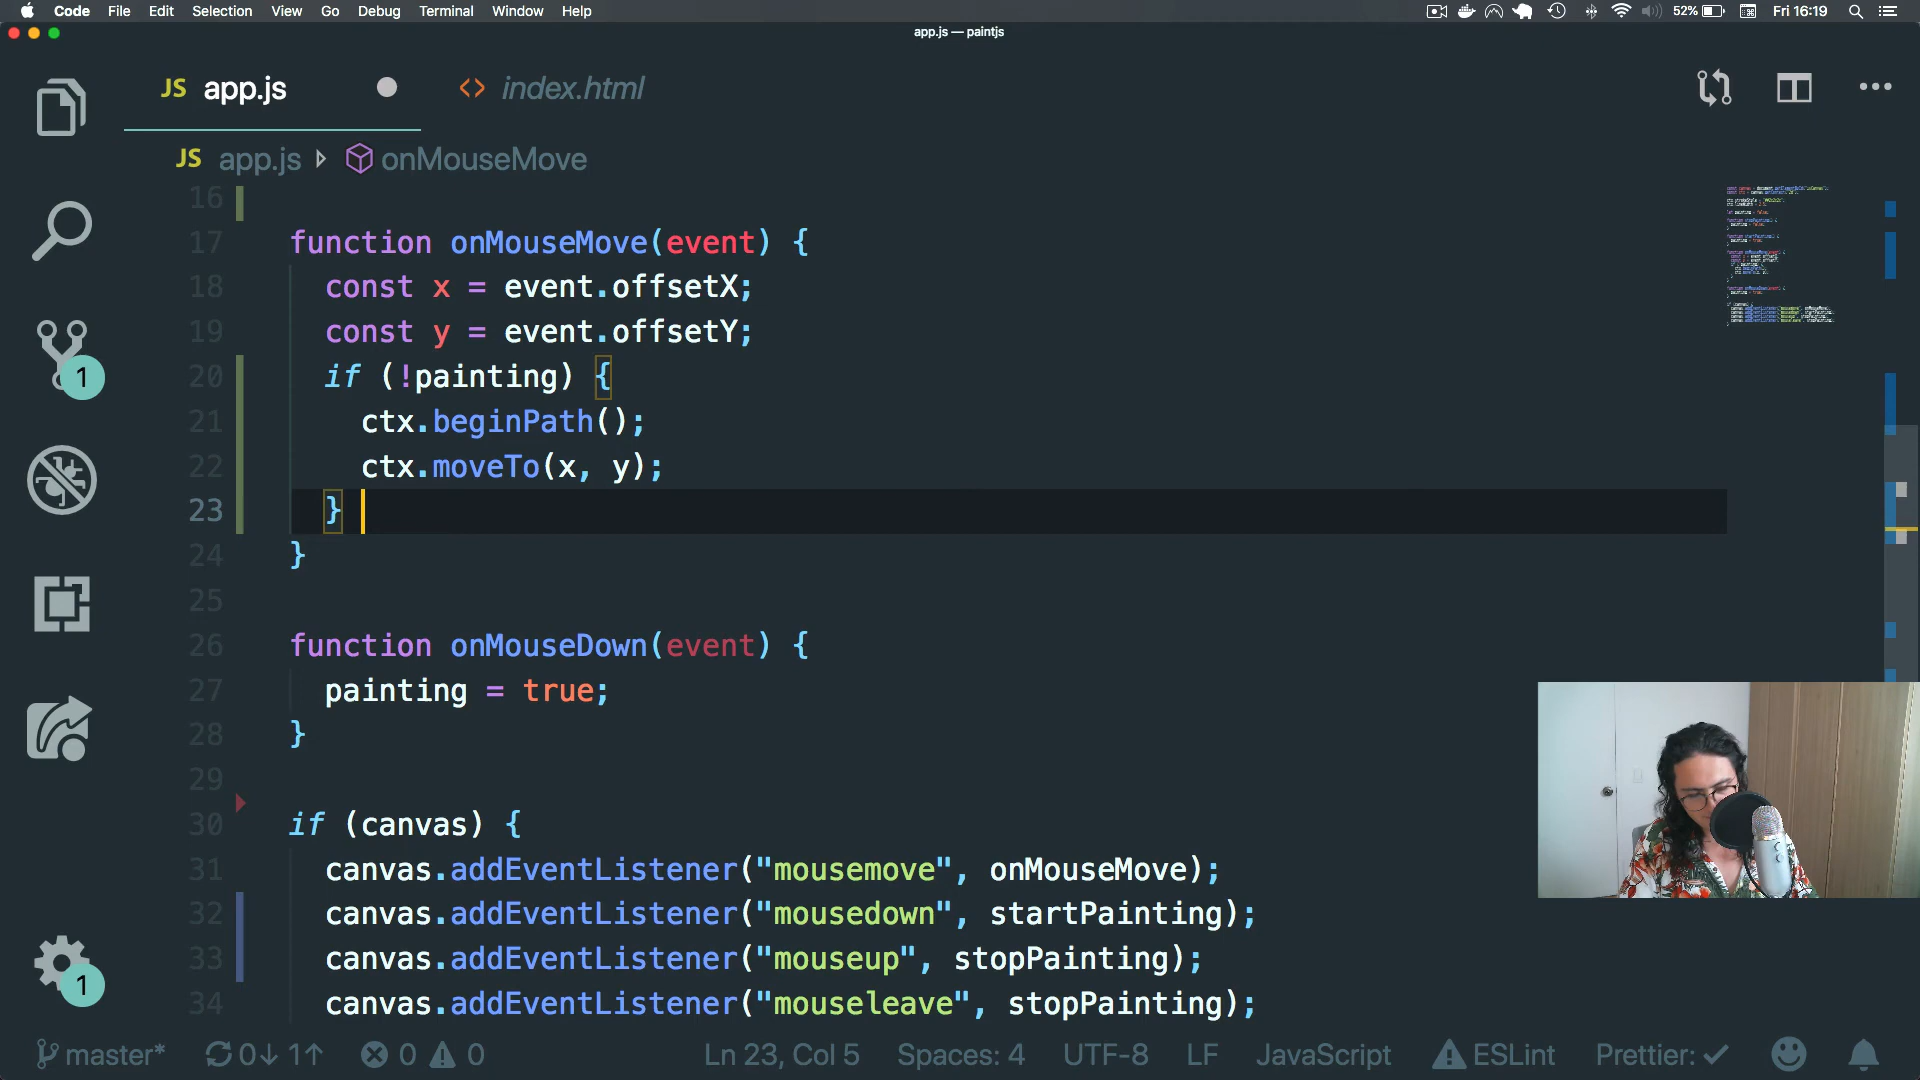 Code File Edit Selection View Go Debug Terminal Window Help 52% Fri 16:19
app.js — paintjs
JS app.js <> index.html
JS app.js onMouseMove
16
17 function onMouseMove(event) {
18 const x = event.offsetX;
19 const y = event.offsetY;
20 if (!painting) {
21 ctx.beginPath();
22 ctx.moveTo(x, y);
23 }
24 }
25
26 function onMouseDown(event) {
27 painting = true;
28 }
29
30 if (canvas) {
31 canvas.addEventListener("mousemove", onMouseMove);
32 canvas.addEventListener("mousedown", startPainting);
33 canvas.addEventListener("mouseup", stopPainting);
34 canvas.addEventListener("mouseleave", stopPainting);
1
1
master* 0↓ 1↑ 0 0 Ln 23, Col 5 Spaces: 4 UTF-8 LF JavaScript ESLint Prettier: ✓